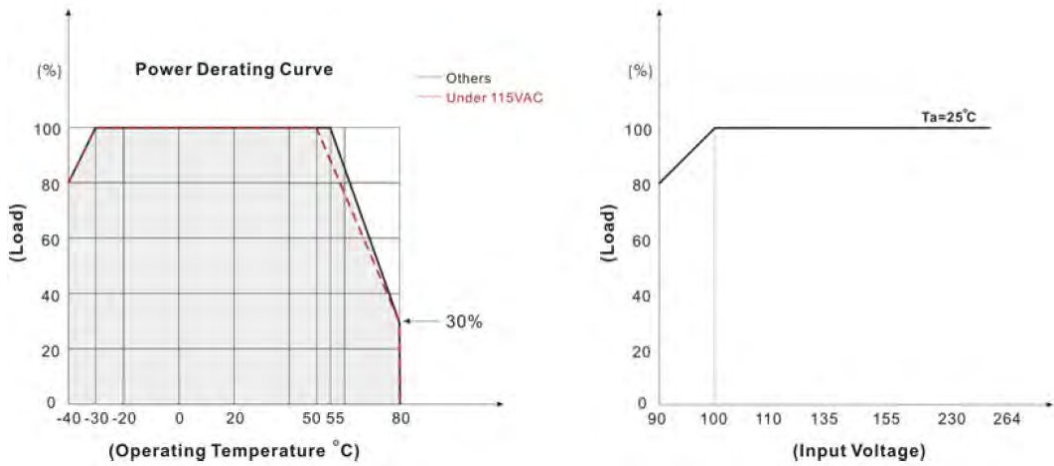 Power Derating Curve
(%)
Others
Under 115VAC
100
80
60
40
20
0
(Load)
30%
-40 -30 -20 0 20 50 55 80
(Operating Temperature °C)
(%)
Ta=25°C
100
80
60
40
20
0
(Load)
90 100 110 135 155 230 264
(Input Voltage)